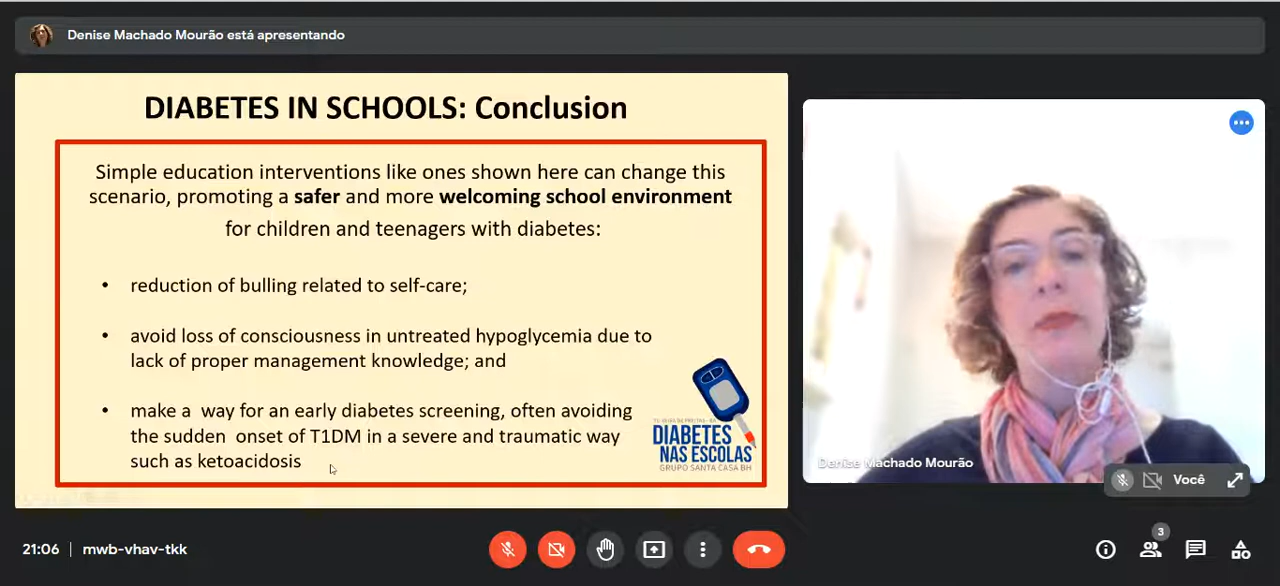 Denise Machado Mourão está apresentando
DIABETES IN SCHOOLS: Conclusion
Simple education interventions like ones shown here can change this
scenario, promoting a safer and more welcoming school environment
for children and teenagers with diabetes:
• reduction of bulling related to self-care;
• avoid loss of consciousness in untreated hypoglycemia due to
lack of proper management knowledge; and
• make a way for an early diabetes screening, often avoiding
the sudden onset of T1DM in a severe and traumatic way
such as ketoacidosis
DIABETES
NAS ESCOLAS
GRUPO SANTA CASA BH
Denise Machado Mourão
Você
21:06 | mwb-vhav-tkk
3